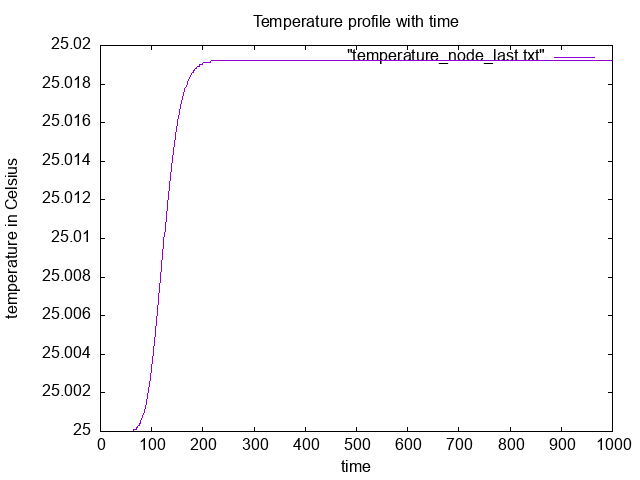 Temperature profile with time
"temperature_node_last.txt"
temperature in Celsius
25.02
25.018
25.016
25.014
25.012
25.01
25.008
25.006
25.004
25.002
25
0 100 200 300 400 500 600 700 800 900 1000
time